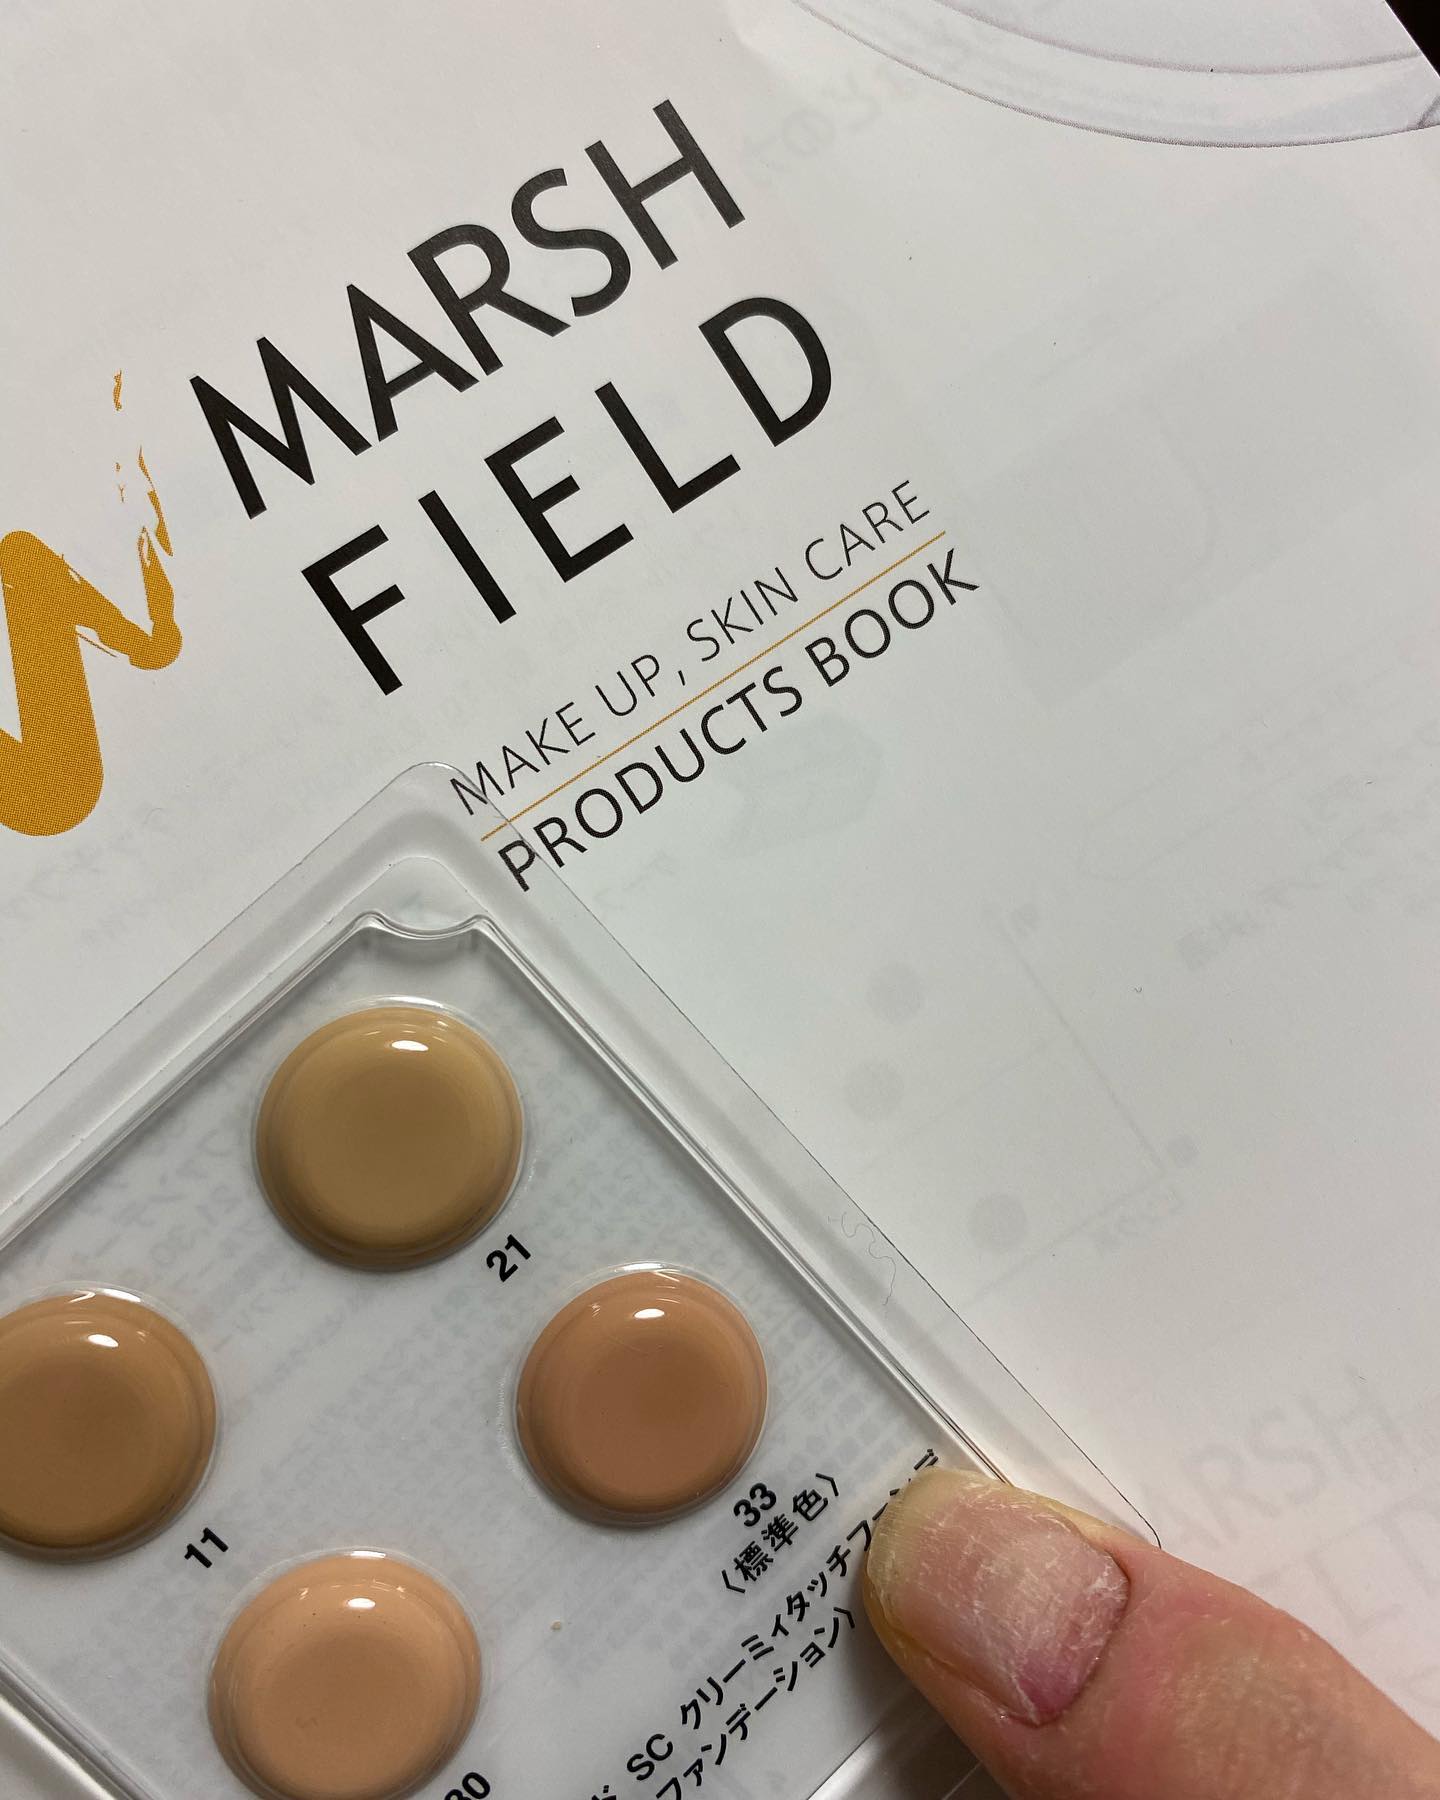 MARSH
FIELD
MAKE UP, SKIN CARE
PRODUCTS BOOK
21
11
33
〈標準色〉
30
SC クリーミィタッチ
ファンデーション〉